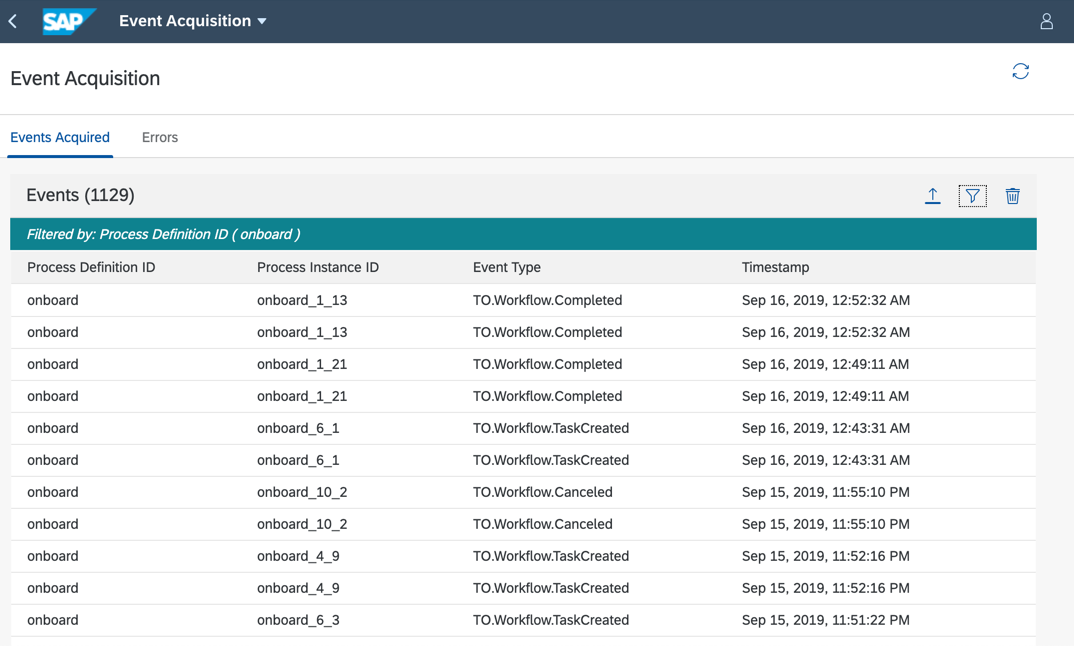 SAP Event Acquisition
Event Acquisition
Events Acquired Errors
Events (1129)
Filtered by: Process Definition ID ( onboard )
Process Definition ID Process Instance ID Event Type Timestamp
onboard onboard_1_13 TO.Workflow.Completed Sep 16, 2019, 12:52:32 AM
onboard onboard_1_13 TO.Workflow.Completed Sep 16, 2019, 12:52:32 AM
onboard onboard_1_21 TO.Workflow.Completed Sep 16, 2019, 12:49:11 AM
onboard onboard_1_21 TO.Workflow.Completed Sep 16, 2019, 12:49:11 AM
onboard onboard_6_1 TO.Workflow.TaskCreated Sep 16, 2019, 12:43:31 AM
onboard onboard_6_1 TO.Workflow.TaskCreated Sep 16, 2019, 12:43:31 AM
onboard onboard_10_2 TO.Workflow.Canceled Sep 15, 2019, 11:55:10 PM
onboard onboard_10_2 TO.Workflow.Canceled Sep 15, 2019, 11:55:10 PM
onboard onboard_4_9 TO.Workflow.TaskCreated Sep 15, 2019, 11:52:16 PM
onboard onboard_4_9 TO.Workflow.TaskCreated Sep 15, 2019, 11:52:16 PM
onboard onboard_6_3 TO.Workflow.TaskCreated Sep 15, 2019, 11:51:22 PM